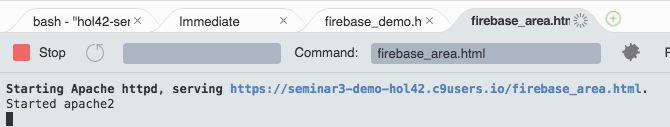 bash - "hol42-ser
Immediate
firebase_demo.h
firebase_area.htm
Stop
Command:
firebase_area.html
Starting Apache httpd, serving https://seminar3-demo-hol42.c9users.io/firebase_area.html.
Started apache2